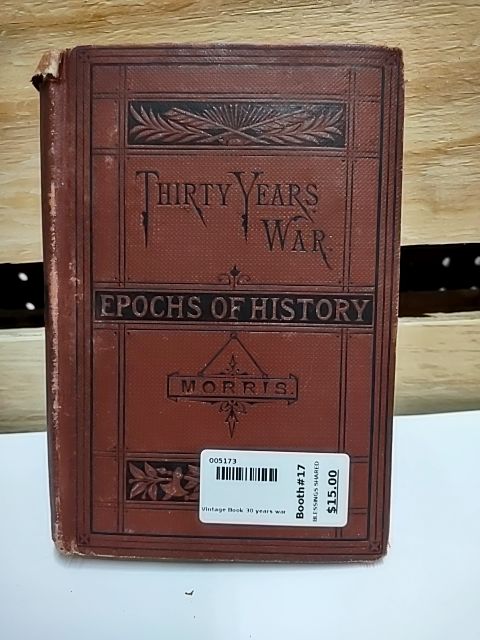 THIRTY YEARS
WAR.
EPOCHS OF HISTORY
MORRIS.
005173
Vintage Book 30 years war
Booth#17
BLESSINGS SHARED
$15.00